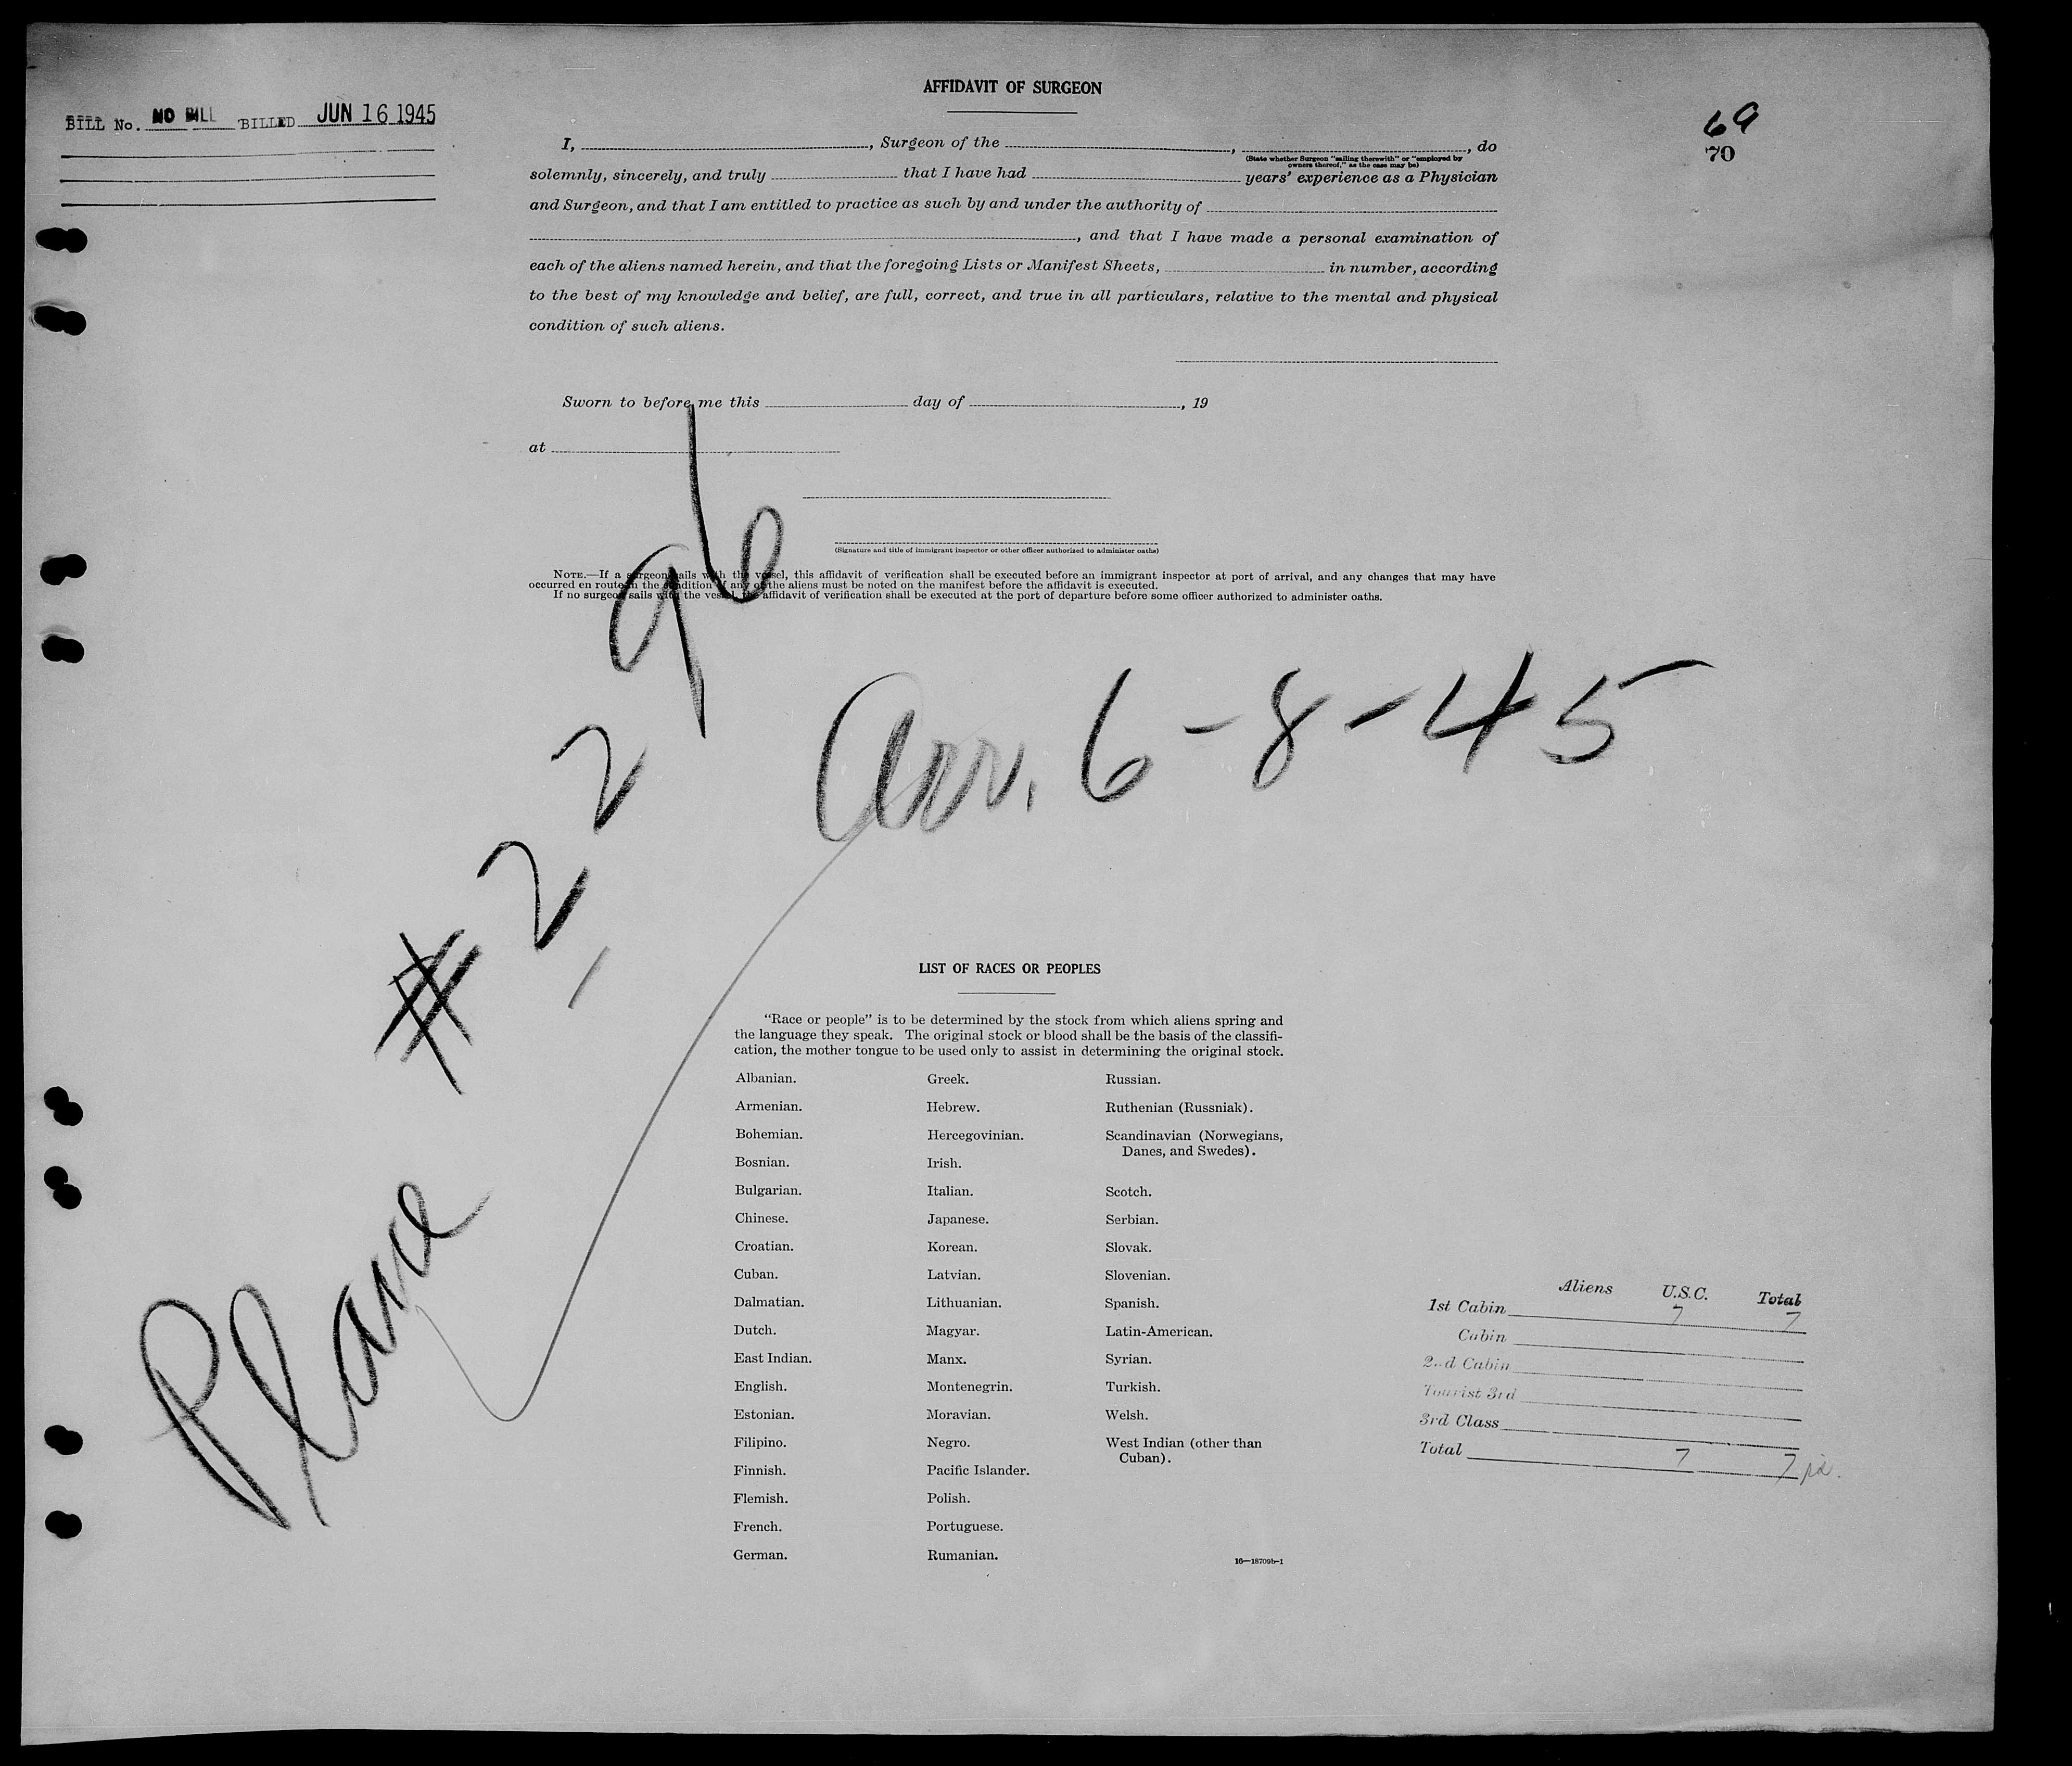 AFFIDAVIT OF SURGEON
BILL No. NO BILL BILLED JUN 16 1945
69
70
I, , Surgeon of the , , do
(State whether Surgeon "sailing therewith" or "employed by
owners thereof," as the case may be)
solemnly, sincerely, and truly that I have had years' experience as a Physician
and Surgeon, and that I am entitled to practice as such by and under the authority of
, and that I have made a personal examination of
each of the aliens named herein, and that the foregoing Lists or Manifest Sheets, in number, according
to the best of my knowledge and belief, are full, correct, and true in all particulars, relative to the mental and physical
condition of such aliens.
Sworn to before me this day of , 19
at
(Signature and title of immigrant inspector or other officer authorized to administer oaths)
NOTE.—If a surgeon sails with the vessel, this affidavit of verification shall be executed before an immigrant inspector at port of arrival, and any changes that may have
occurred en route in the condition of any of the aliens must be noted on the manifest before the affidavit is executed.
If no surgeon sails with the vessel, the affidavit of verification shall be executed at the port of departure before some officer authorized to administer oaths.
Plane # 2296
Arr. 6-8-45
LIST OF RACES OR PEOPLES
"Race or people" is to be determined by the stock from which aliens spring and
the language they speak. The original stock or blood shall be the basis of the classifi-
cation, the mother tongue to be used only to assist in determining the original stock.
Albanian.
Armenian.
Bohemian.
Bosnian.
Bulgarian.
Chinese.
Croatian.
Cuban.
Dalmatian.
Dutch.
East Indian.
English.
Estonian.
Filipino.
Finnish.
Flemish.
French.
German.
Greek.
Hebrew.
Hercegovinian.
Irish.
Italian.
Japanese.
Korean.
Latvian.
Lithuanian.
Magyar.
Manx.
Montenegrin.
Moravian.
Negro.
Pacific Islander.
Polish.
Portuguese.
Rumanian.
Russian.
Ruthenian (Russniak).
Scandinavian (Norwegians,
Danes, and Swedes).
Scotch.
Serbian.
Slovak.
Slovenian.
Spanish.
Latin-American.
Syrian.
Turkish.
Welsh.
West Indian (other than
Cuban).
16—18709b-1
Aliens U.S.C. Total
1st Cabin 7 7
Cabin
2nd Cabin
Tourist 3rd
3rd Class
Total 7 7